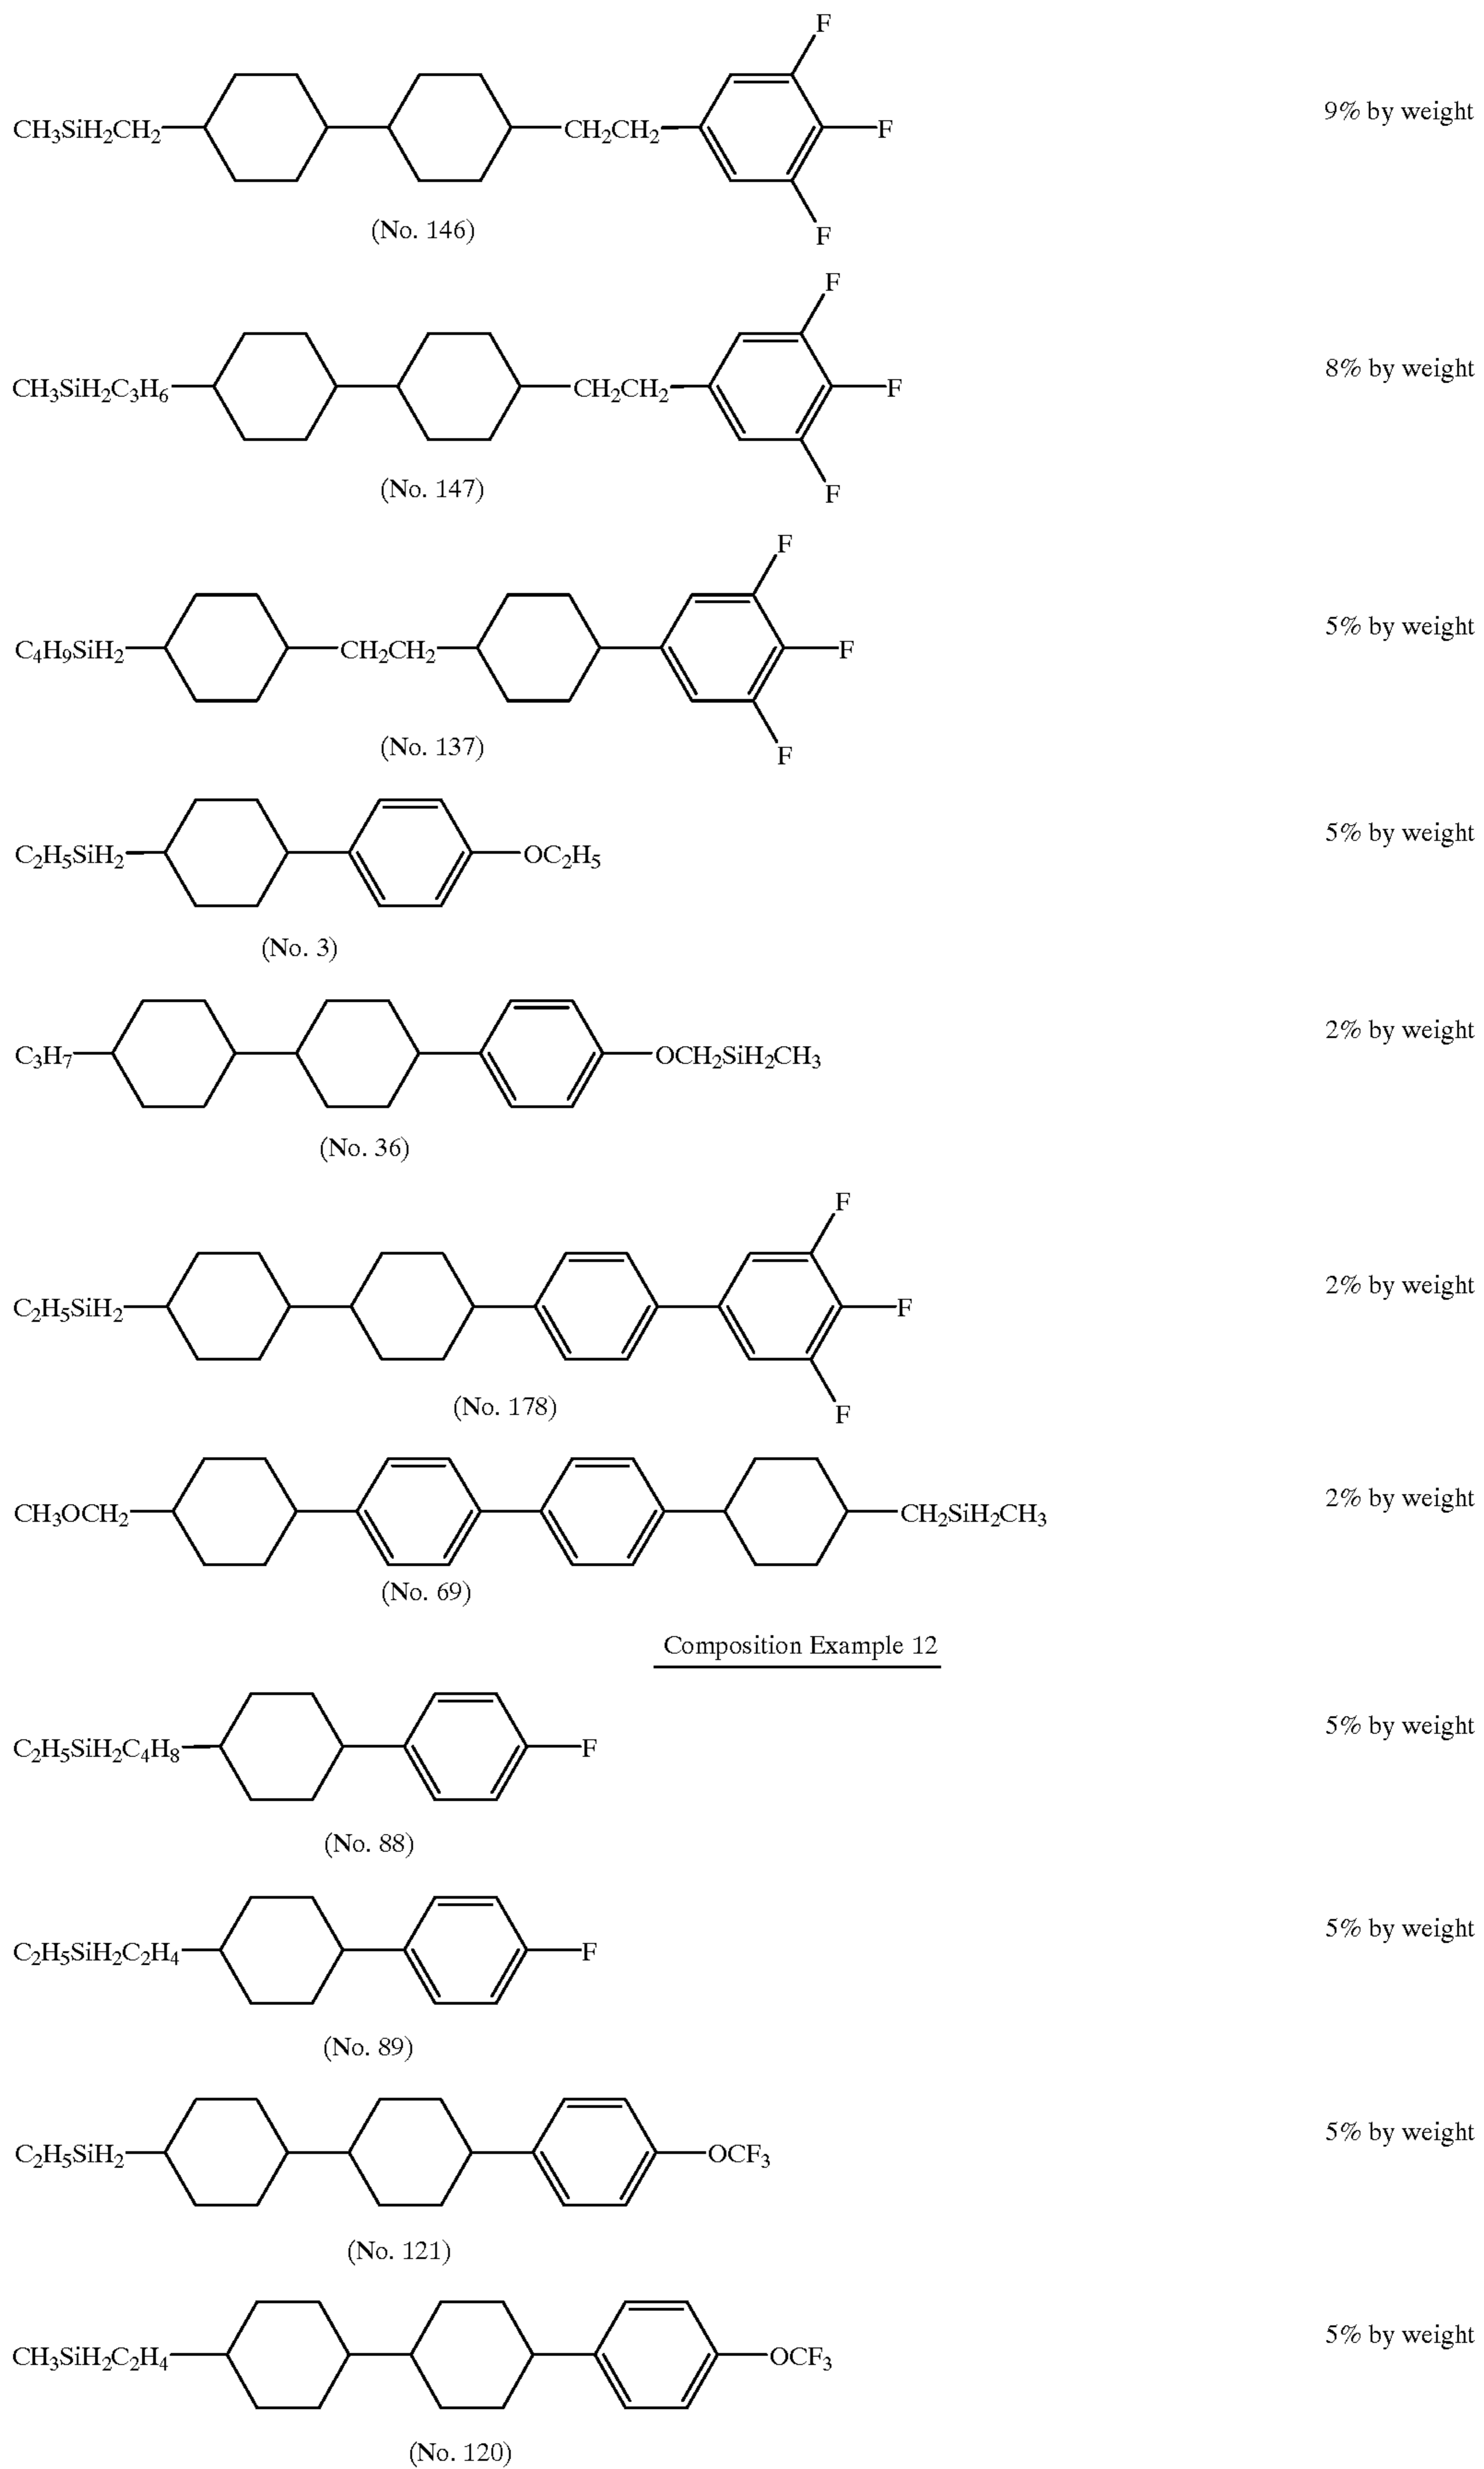 F
9% by weight
CH₃SiH₂CH₂ CH₂CH₂ F
F
(No. 146)
F
8% by weight
CH₃SiH₂C₃H₆ CH₂CH₂ F
F
(No. 147)
F
5% by weight
C₄H₉SiH₂ CH₂CH₂ F
F
(No. 137)
5% by weight
C₂H₅SiH₂ OC₂H₅
(No. 3)
2% by weight
C₃H₇ OCH₂SiH₂CH₃
(No. 36)
F
2% by weight
C₂H₅SiH₂ F
F
(No. 178)
2% by weight
CH₃OCH₂ CH₂SiH₂CH₃
(No. 69)
Composition Example 12
5% by weight
C₂H₅SiH₂C₄H₈ F
(No. 88)
5% by weight
C₂H₅SiH₂C₂H₄ F
(No. 89)
5% by weight
C₂H₅SiH₂ OCF₃
(No. 121)
5% by weight
CH₃SiH₂C₂H₄ OCF₃
(No. 120)